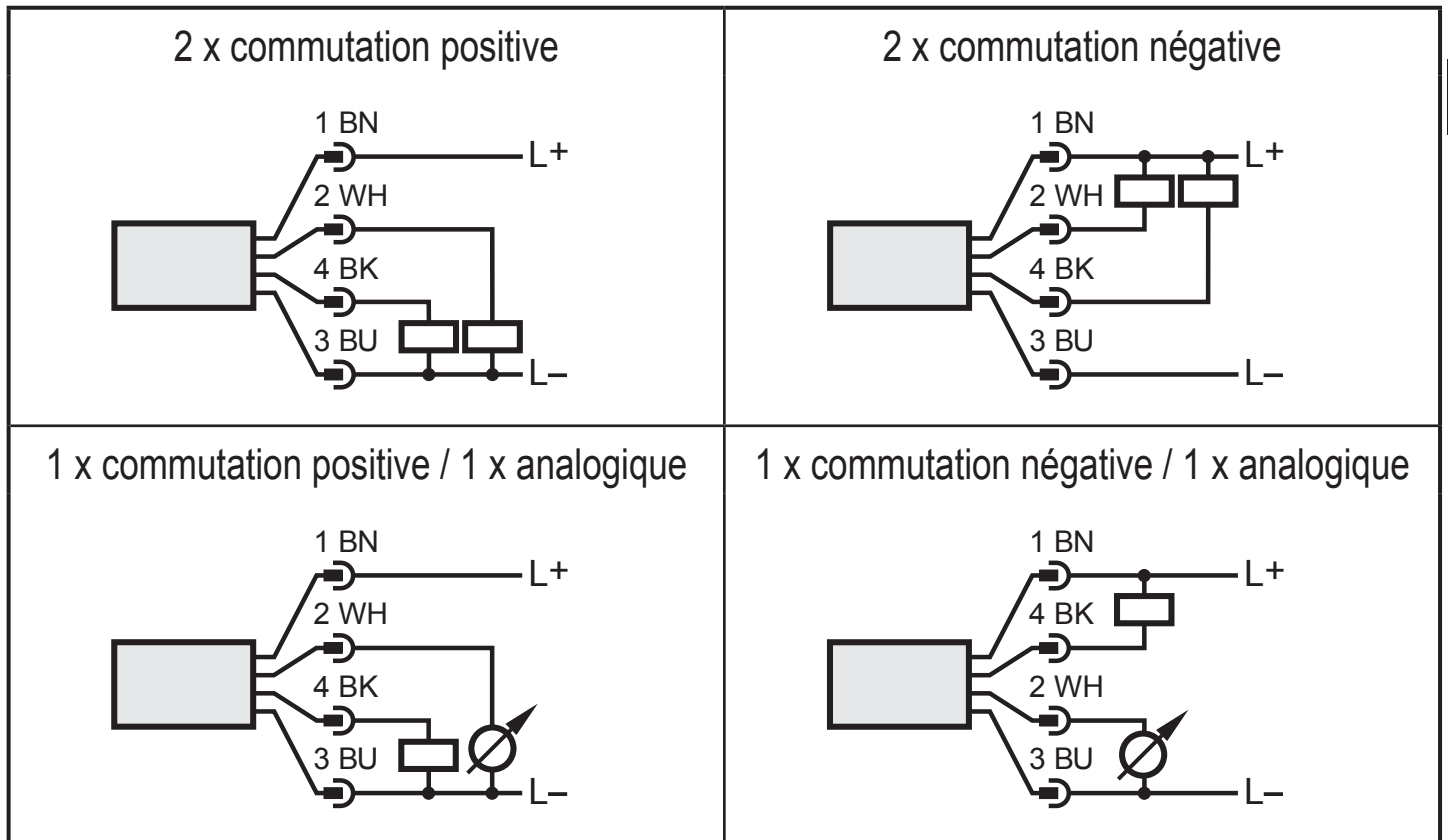 2 x commutation positive
1 BN
L+
2 WH
4 BK
3 BU
L–
2 x commutation négative
1 BN
L+
2 WH
4 BK
3 BU
L–
1 x commutation positive / 1 x analogique
1 BN
L+
2 WH
4 BK
3 BU
L–
1 x commutation négative / 1 x analogique
1 BN
L+
4 BK
2 WH
3 BU
L–